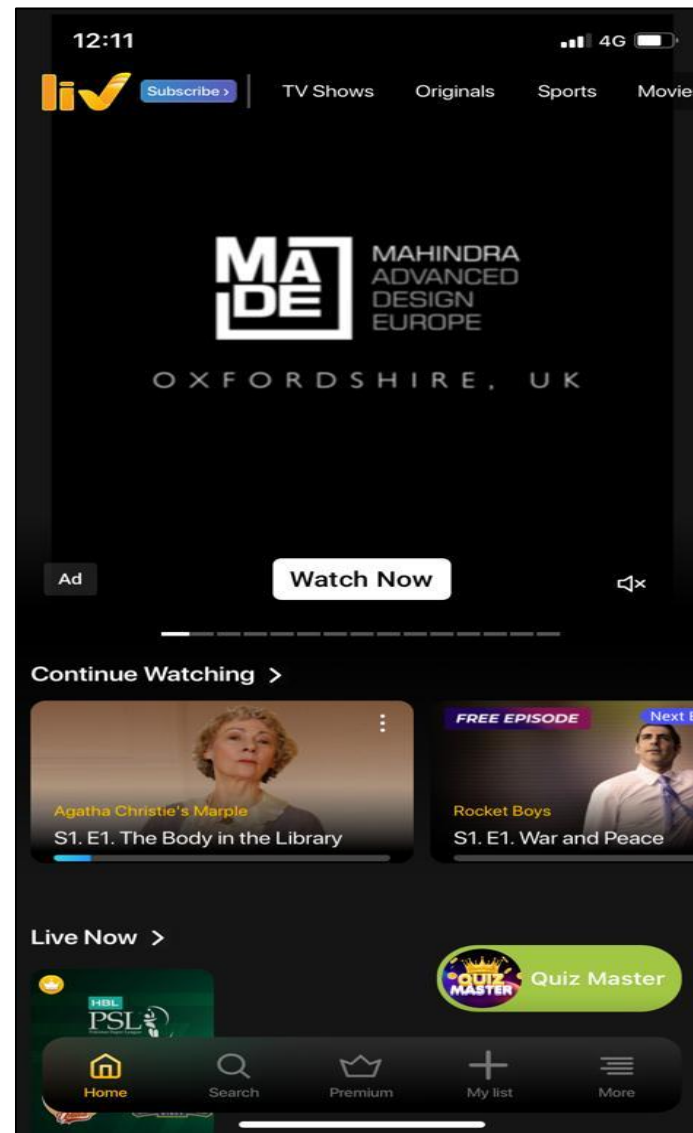 12:11
4G
liv
Subscribe >
TV Shows
Originals
Sports
Movie
MA
DE
MAHINDRA
ADVANCED
DESIGN
EUROPE
OXFORDSHIRE, UK
Ad
Watch Now
Continue Watching >
Agatha Christie's Marple
S1. E1. The Body in the Library
FREE EPISODE
Next E
Rocket Boys
S1. E1. War and Peace
Live Now >
HBL
PSL
QUIZ
MASTER
Quiz Master
Home
Search
Premium
My list
More